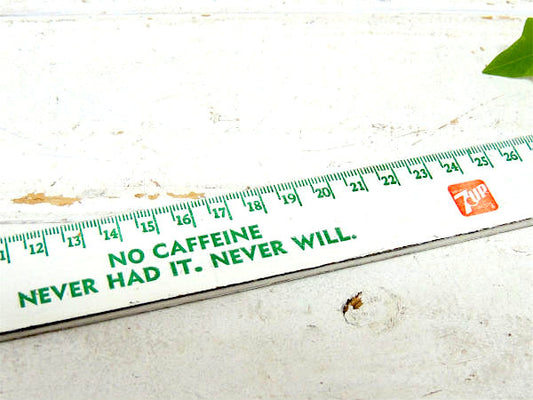 12 13 14 15 16 17 18 19 20 21 22 23 24 25 26
7UP
NO CAFFEINE
NEVER HAD IT. NEVER WILL.